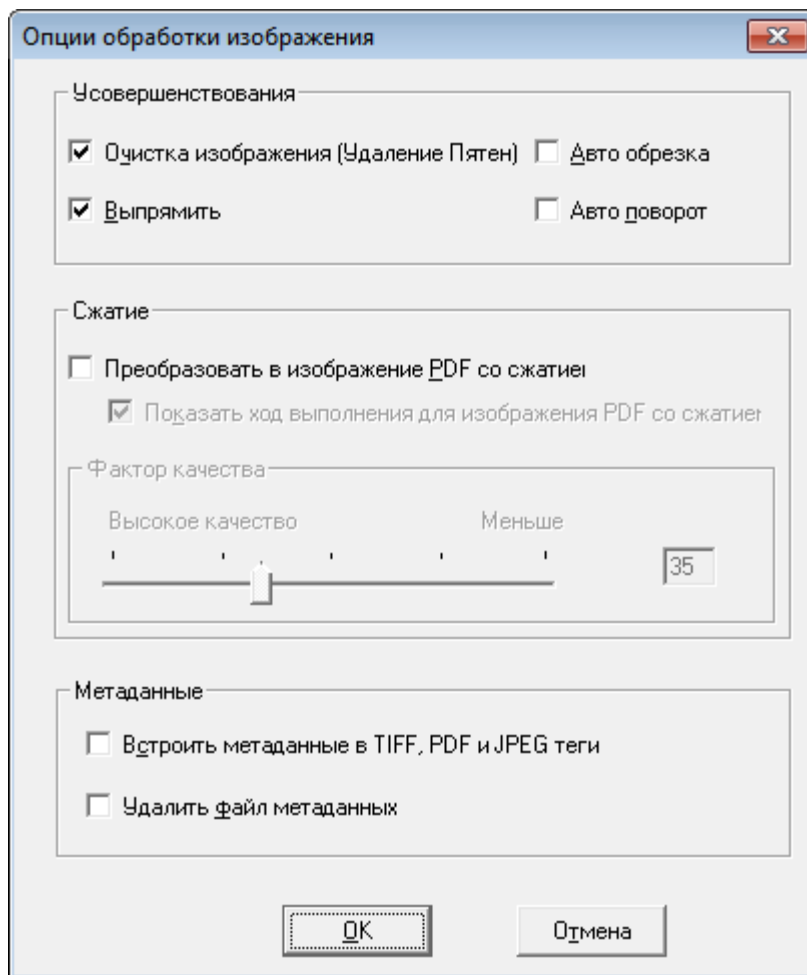 Опции обработки изображения
Усовершенствования
Очистка изображения (Удаление Пятен)
Авто обрезка
Выпрямить
Авто поворот
Сжатие
Преобразовать в изображение PDF со
Показать ход выполнения для изображения PDF со
Фактор качества
Высокое качество
Меньше
35
Метаданные
Встроить метаданные в TIFF, PDF и JPEG теги
Удалить файл метаданных
OK
Отмена